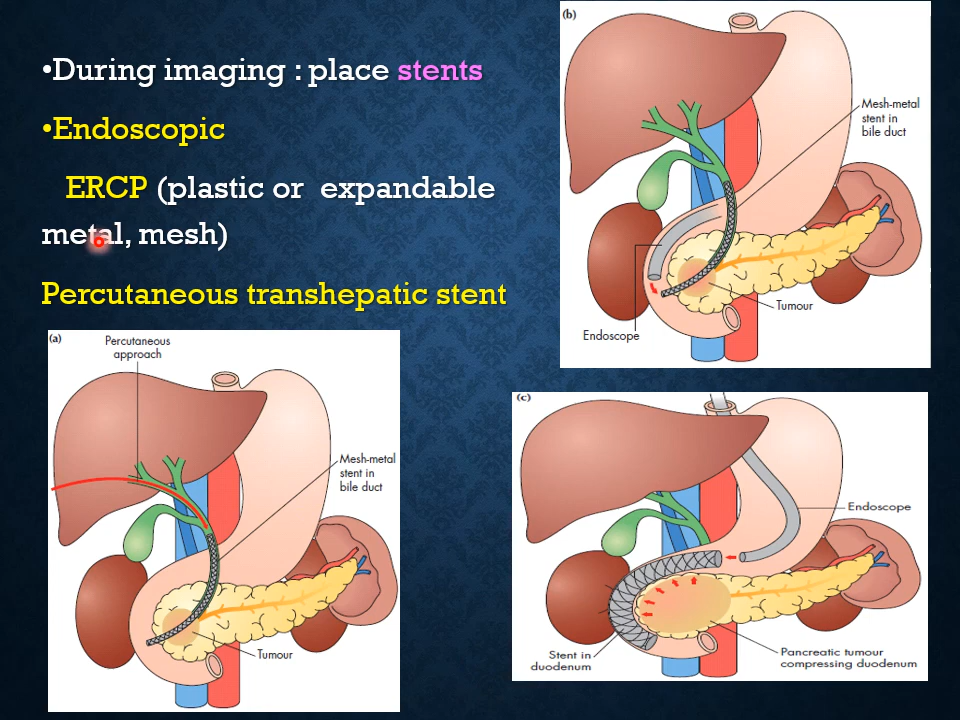 •During imaging : place stents
•Endoscopic
ERCP (plastic or expandable
metal, mesh)
Percutaneous transhepatic stent
(a)
Percutaneous
approach
Mesh-metal
stent in
bile duct
Tumour
(b)
Mesh-metal
stent in
bile duct
Tumour
Endoscope
(c)
Endoscope
Stent in
duodenum
Pancreatic tumour
compressing duodenum